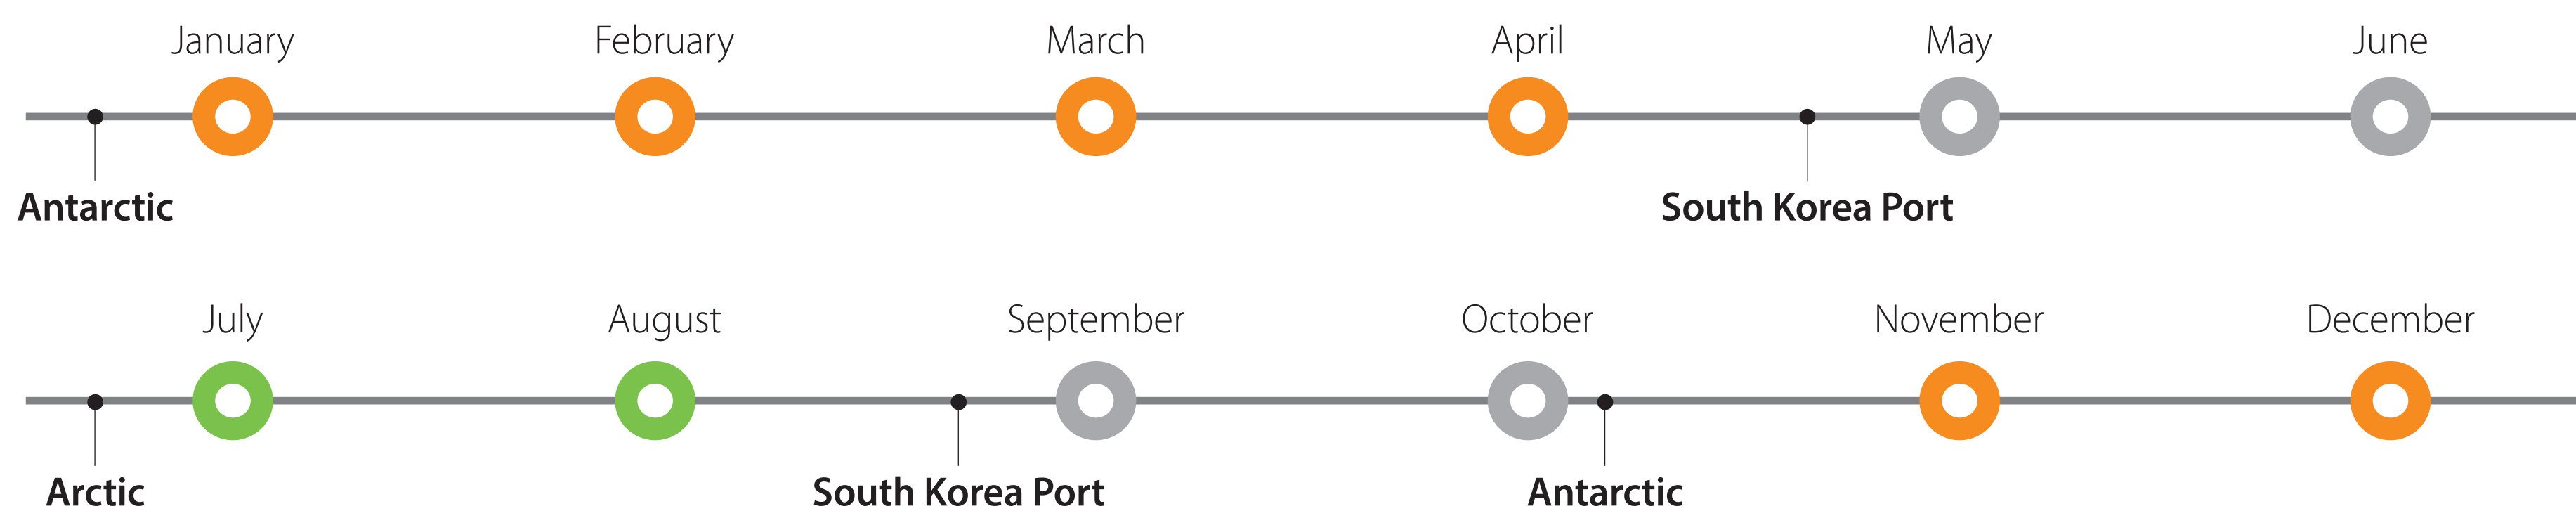 January February March April May June
Antarctic South Korea Port
July August September October November December
Arctic South Korea Port Antarctic